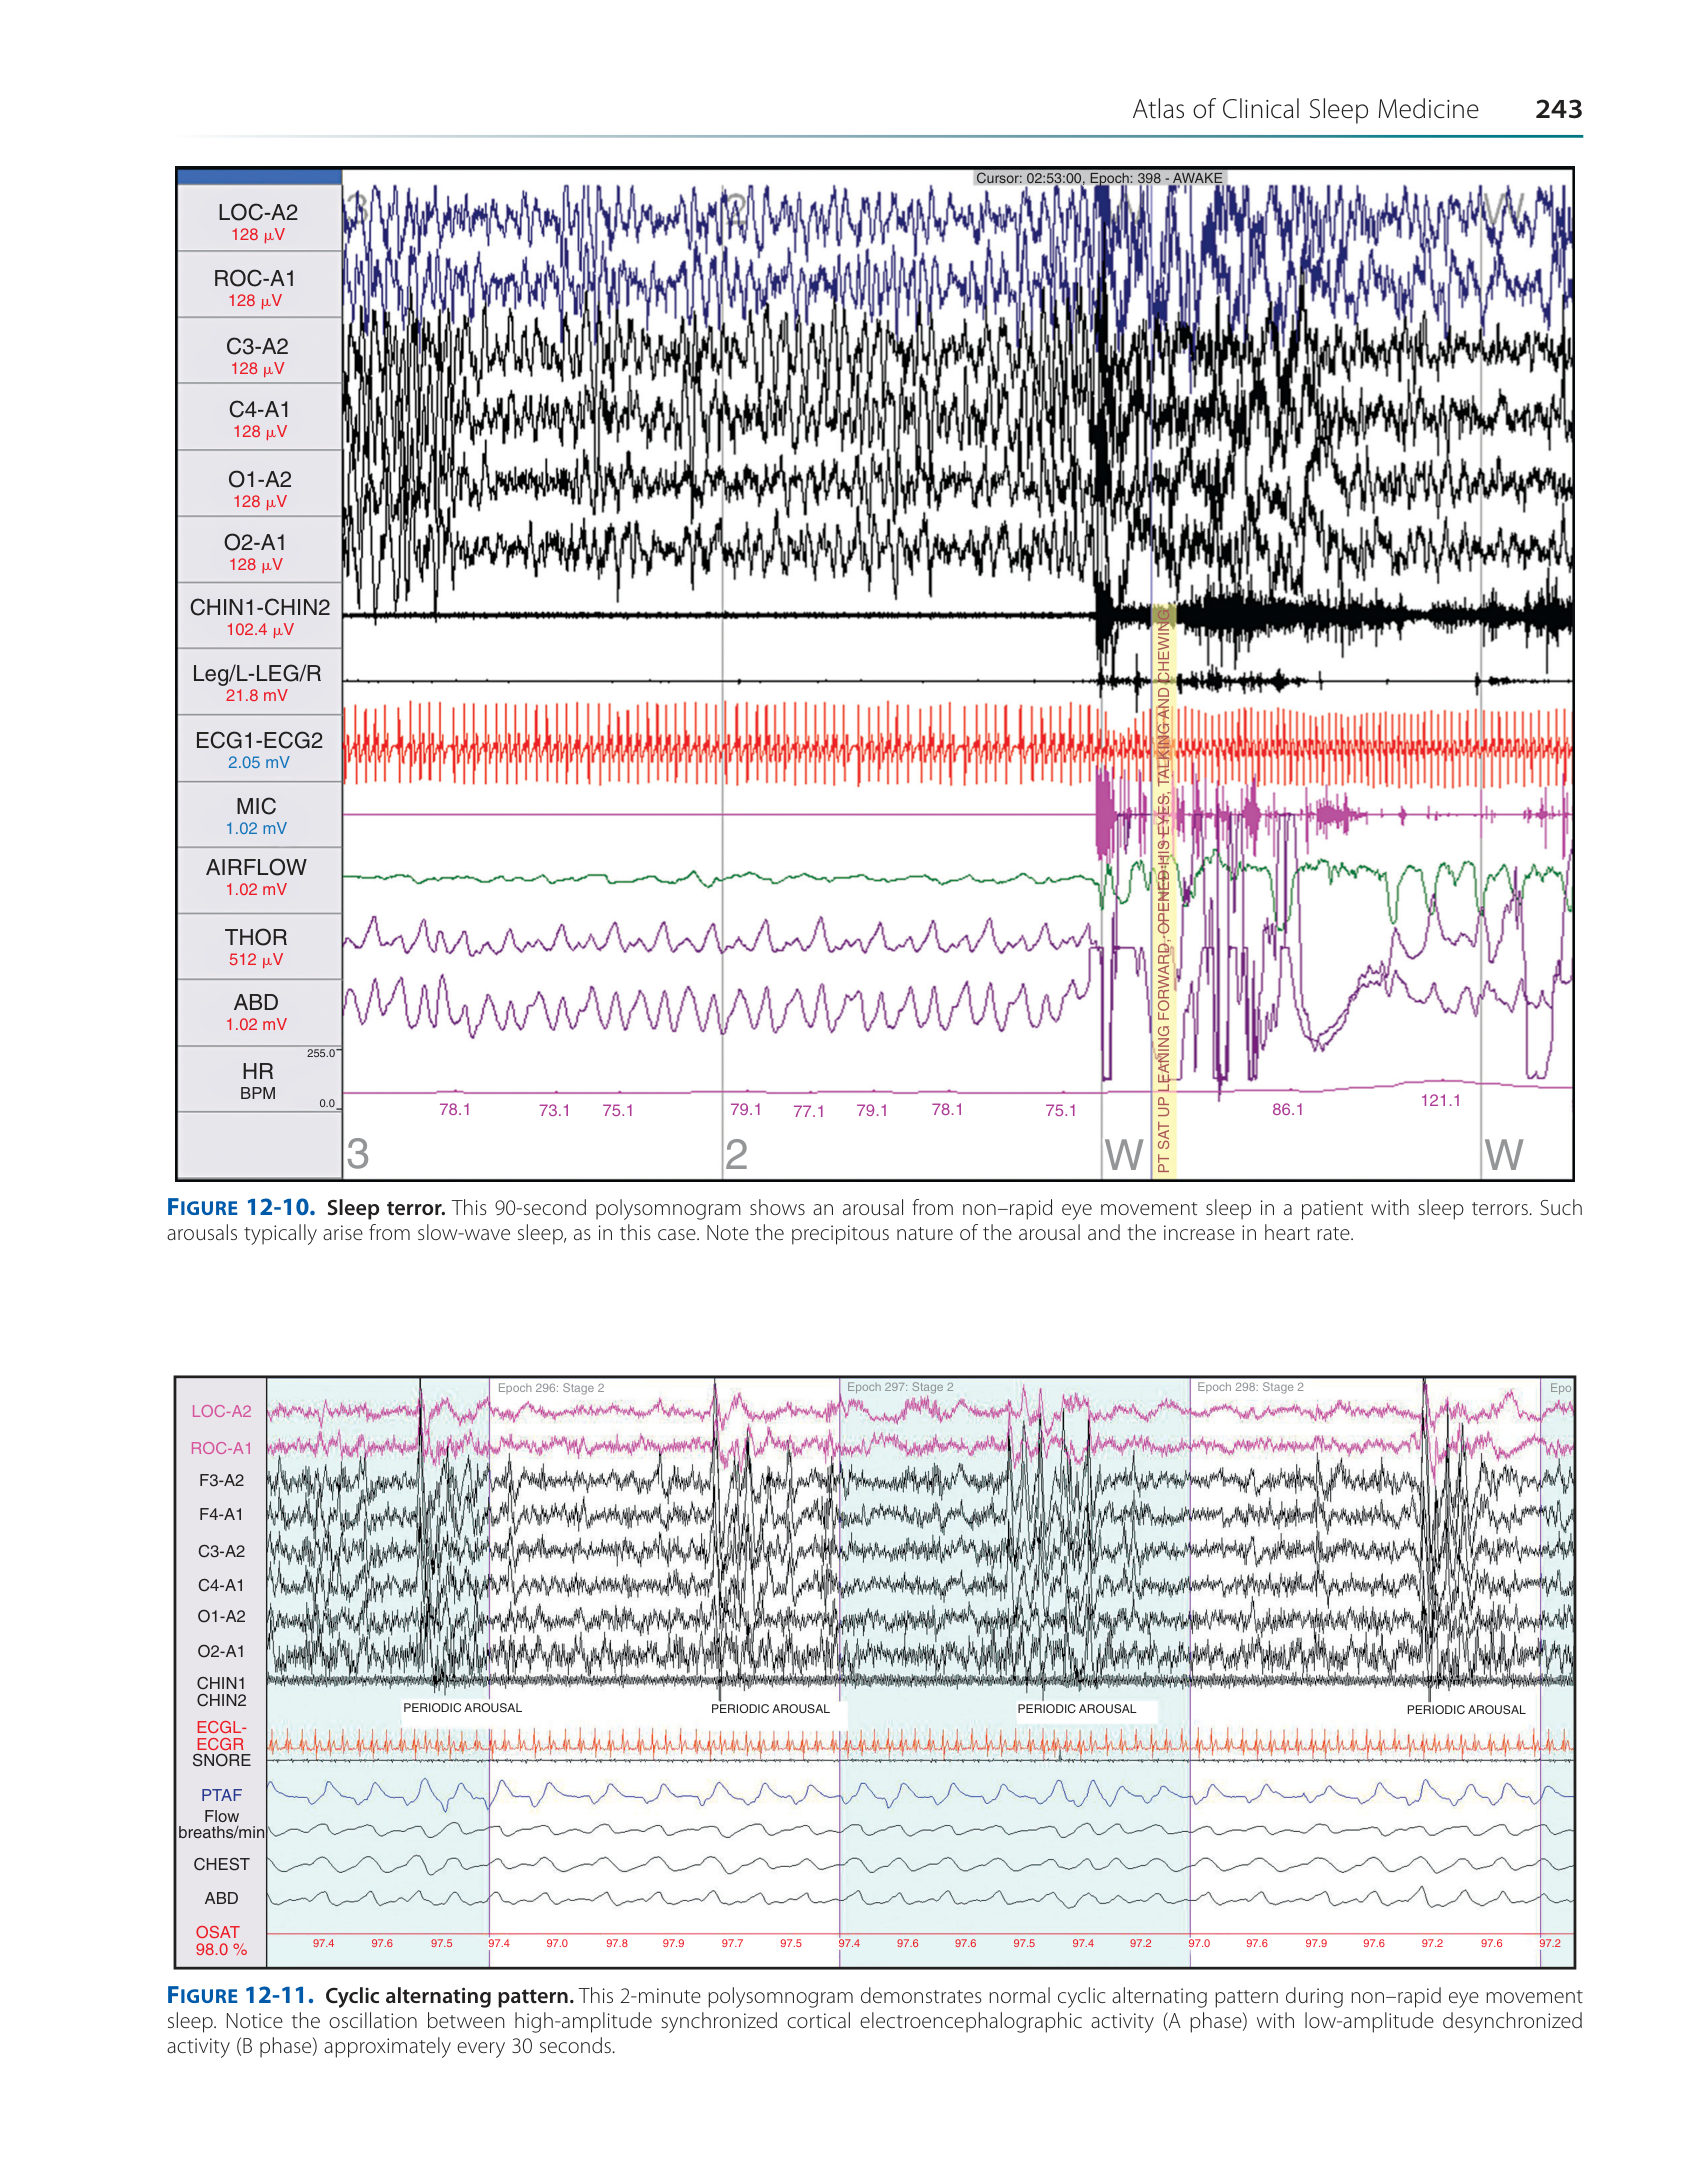 Atlas of Clinical Sleep Medicine 243
Cursor: 02:53:00, Epoch: 398 - AWAKE
3 2 W W
LOC-A2
128 µV
ROC-A1
128 µV
C3-A2
128 µV
C4-A1
128 µV
O1-A2
128 µV
O2-A1
128 µV
CHIN1-CHIN2
102.4 µV
Leg/L-LEG/R
21.8 mV
ECG1-ECG2
2.05 mV
MIC
1.02 mV
AIRFLOW
1.02 mV
THOR
512 µV
ABD
1.02 mV
255.0
HR
BPM
0.0
78.1 73.1 75.1 79.1 77.1 79.1 78.1 75.1 86.1 121.1
PT SAT UP LEANING FORWARD, OPENED HIS EYES, TALKING AND CHEWING
3 2 W W
FIGURE 12-10. Sleep terror. This 90-second polysomnogram shows an arousal from non–rapid eye movement sleep in a patient with sleep terrors. Such
arousals typically arise from slow-wave sleep, as in this case. Note the precipitous nature of the arousal and the increase in heart rate.
Epoch 296: Stage 2 Epoch 297: Stage 2 Epoch 298: Stage 2 Epo
LOC-A2
ROC-A1
F3-A2
F4-A1
C3-A2
C4-A1
O1-A2
O2-A1
CHIN1
CHIN2
PERIODIC AROUSAL PERIODIC AROUSAL PERIODIC AROUSAL PERIODIC AROUSAL
ECGL-
ECGR
SNORE
PTAF
Flow
breaths/min
CHEST
ABD
OSAT
98.0 %
97.4 97.6 97.5 97.4 97.0 97.8 97.9 97.7 97.5 97.4 97.6 97.6 97.5 97.4 97.2 97.0 97.6 97.9 97.6 97.2 97.6 97.2
FIGURE 12-11. Cyclic alternating pattern. This 2-minute polysomnogram demonstrates normal cyclic alternating pattern during non–rapid eye movement
sleep. Notice the oscillation between high-amplitude synchronized cortical electroencephalographic activity (A phase) with low-amplitude desynchronized
activity (B phase) approximately every 30 seconds.